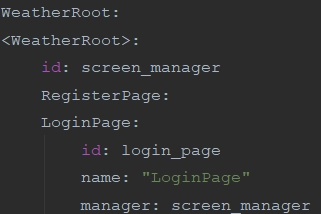 WeatherRoot:
<WeatherRoot>:
id: screen_manager
RegisterPage:
LoginPage:
id: login_page
name: "LoginPage"
manager: screen_manager